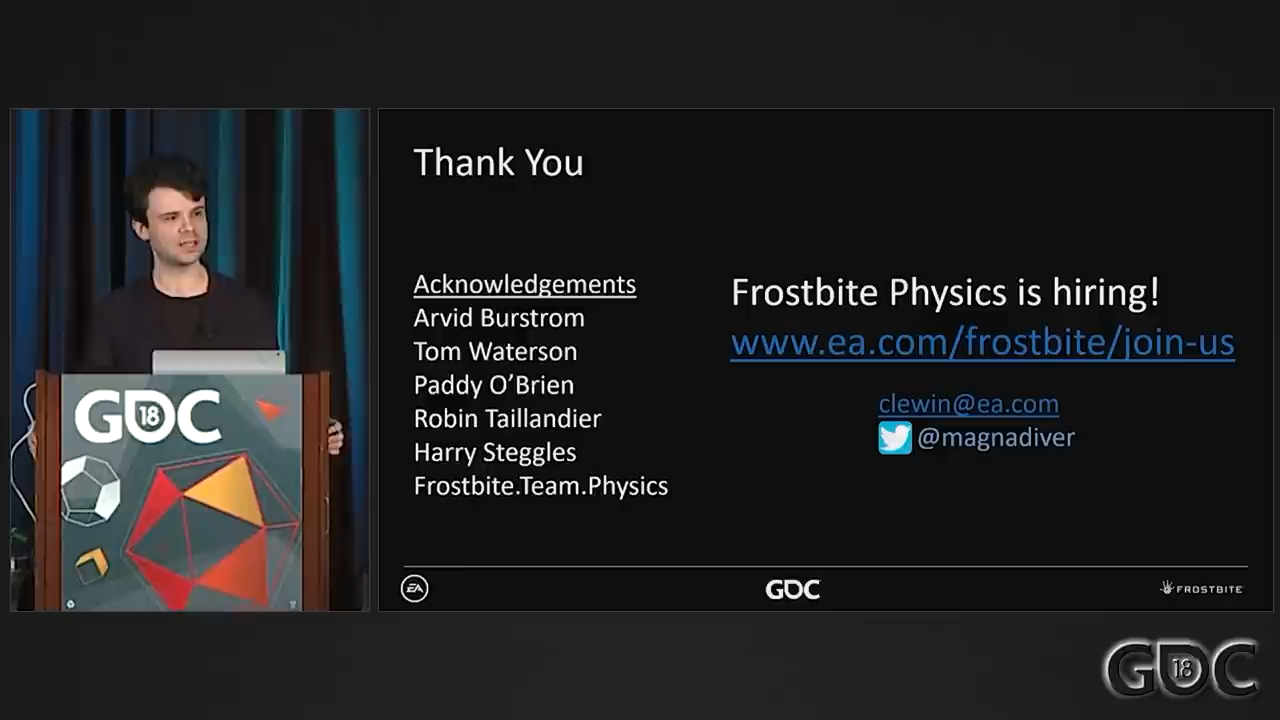 Thank You
Acknowledgements
Arvid Burstrom
Tom Waterson
Paddy O’Brien
Robin Taillandier
Harry Steggles
Frostbite.Team.Physics
Frostbite Physics is hiring!
www.ea.com/frostbite/join-us
clewin@ea.com
@magnadiver
EA
GDC
FROSTBITE
GDC 18
GDC 18